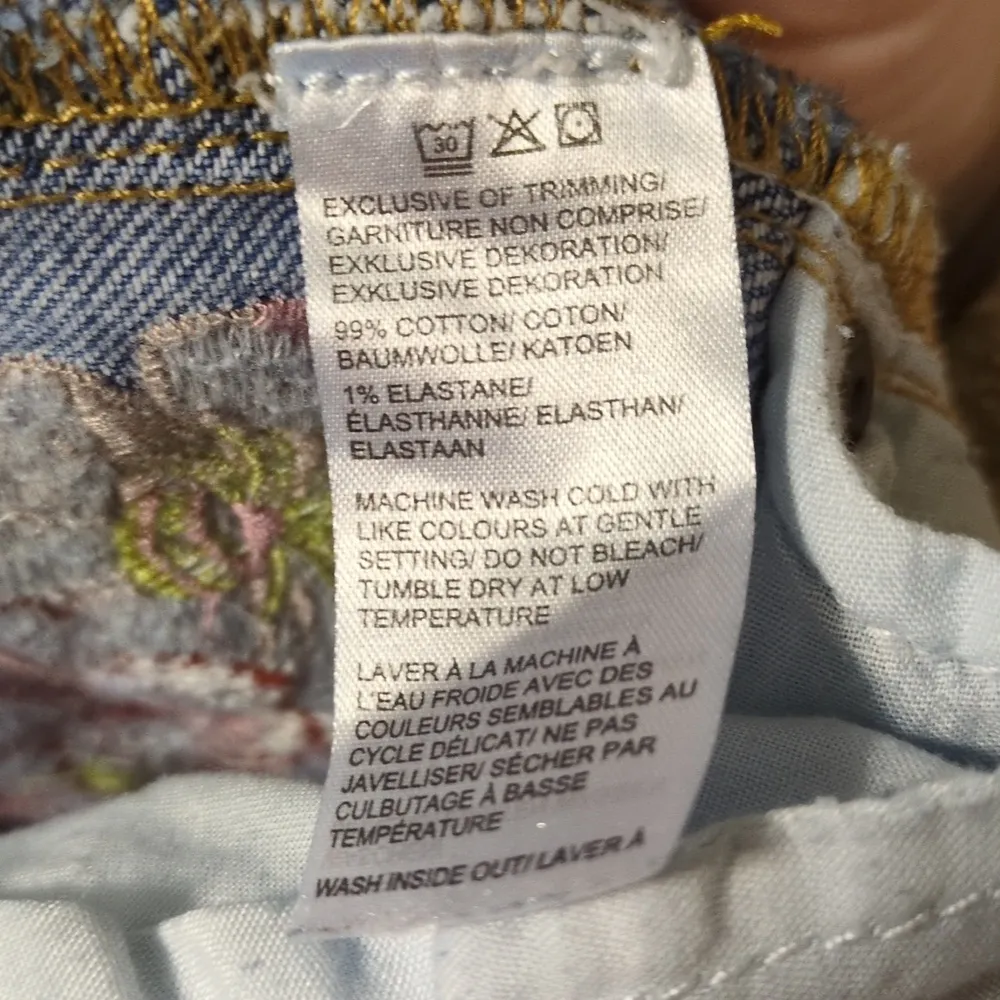 30
EXCLUSIVE OF TRIMMING/
GARNITURE NON COMPRISE/
EXKLUSIVE DEKORATION/
EXKLUSIVE DEKORATION
99% COTTON/ COTON/
BAUMWOLLE/ KATOEN
1% ELASTANE/
ÉLASTHANNE/ ELASTHAN/
ELASTAAN
MACHINE WASH COLD WITH
LIKE COLOURS AT GENTLE
SETTING/ DO NOT BLEACH/
TUMBLE DRY AT LOW
TEMPERATURE
LAVER À LA MACHINE À
L'EAU FROIDE AVEC DES
COULEURS SEMBLABLES AU
CYCLE DÉLICAT/ NE PAS
JAVELLISER/ SÉCHER PAR
CULBUTAGE À BASSE
TEMPÉRATURE
WASH INSIDE OUT/ LAVER À